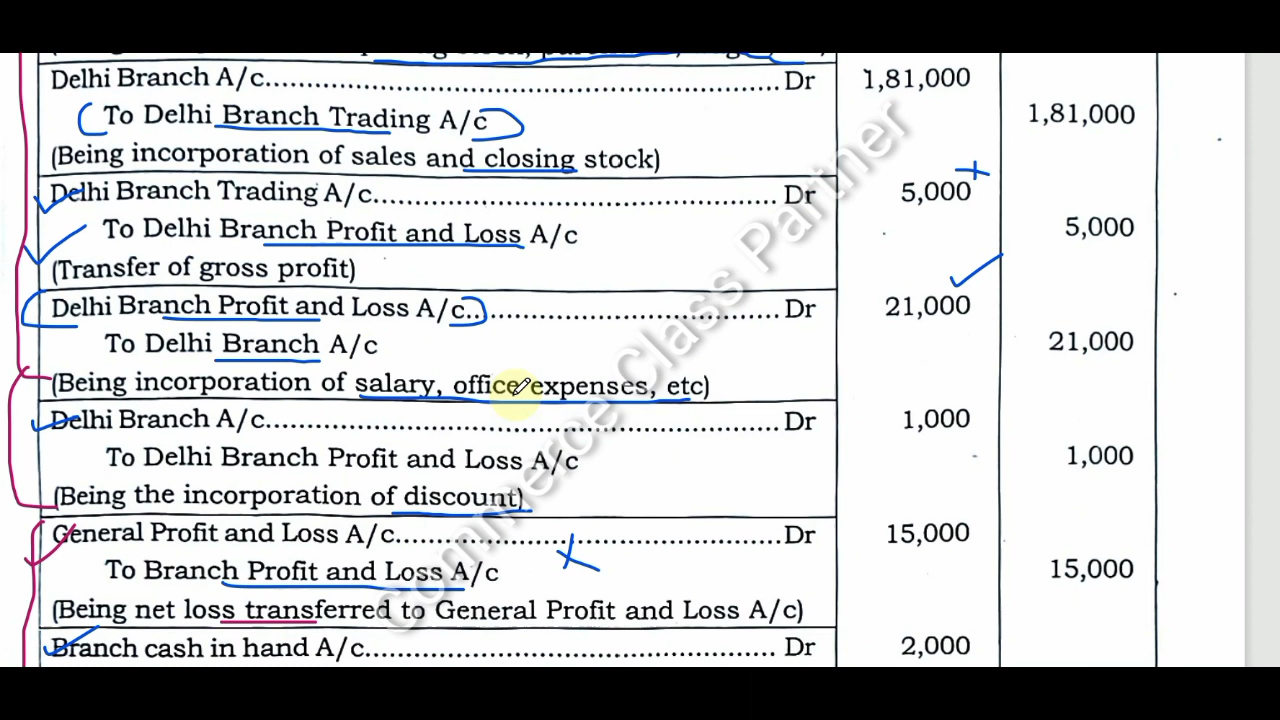 Delhi Branch A/c............Dr 1,81,000
To Delhi Branch Trading A/c 1,81,000
(Being incorporation of sales and closing stock)
Delhi Branch Trading A/c............Dr 5,000
To Delhi Branch Profit and Loss A/c 5,000
(Transfer of gross profit)
Delhi Branch Profit and Loss A/c............Dr 21,000
To Delhi Branch A/c 21,000
(Being incorporation of salary, office expenses, etc)
Delhi Branch A/c............Dr 1,000
To Delhi Branch Profit and Loss A/c 1,000
(Being the incorporation of discount)
General Profit and Loss A/c............Dr 15,000
To Branch Profit and Loss A/c 15,000
(Being net loss transferred to General Profit and Loss A/c)
Branch cash in hand A/c............Dr 2,000
Commerce Class Partner